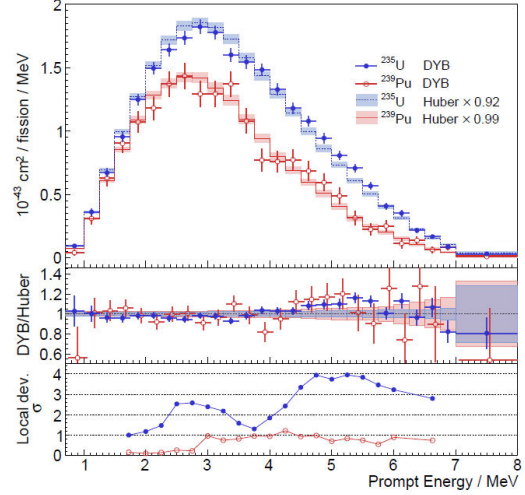 2
1.5
1
0.5
0
10⁻⁴³ cm² / fission / MeV
²³⁵U DYB
²³⁹Pu DYB
²³⁵U Huber × 0.92
²³⁹Pu Huber × 0.99
1.4
1.2
1.0
0.8
0.6
DYB/Huber
4
3
2
1
0
Local dev.
σ
1 2 3 4 5 6 7 8
Prompt Energy / MeV